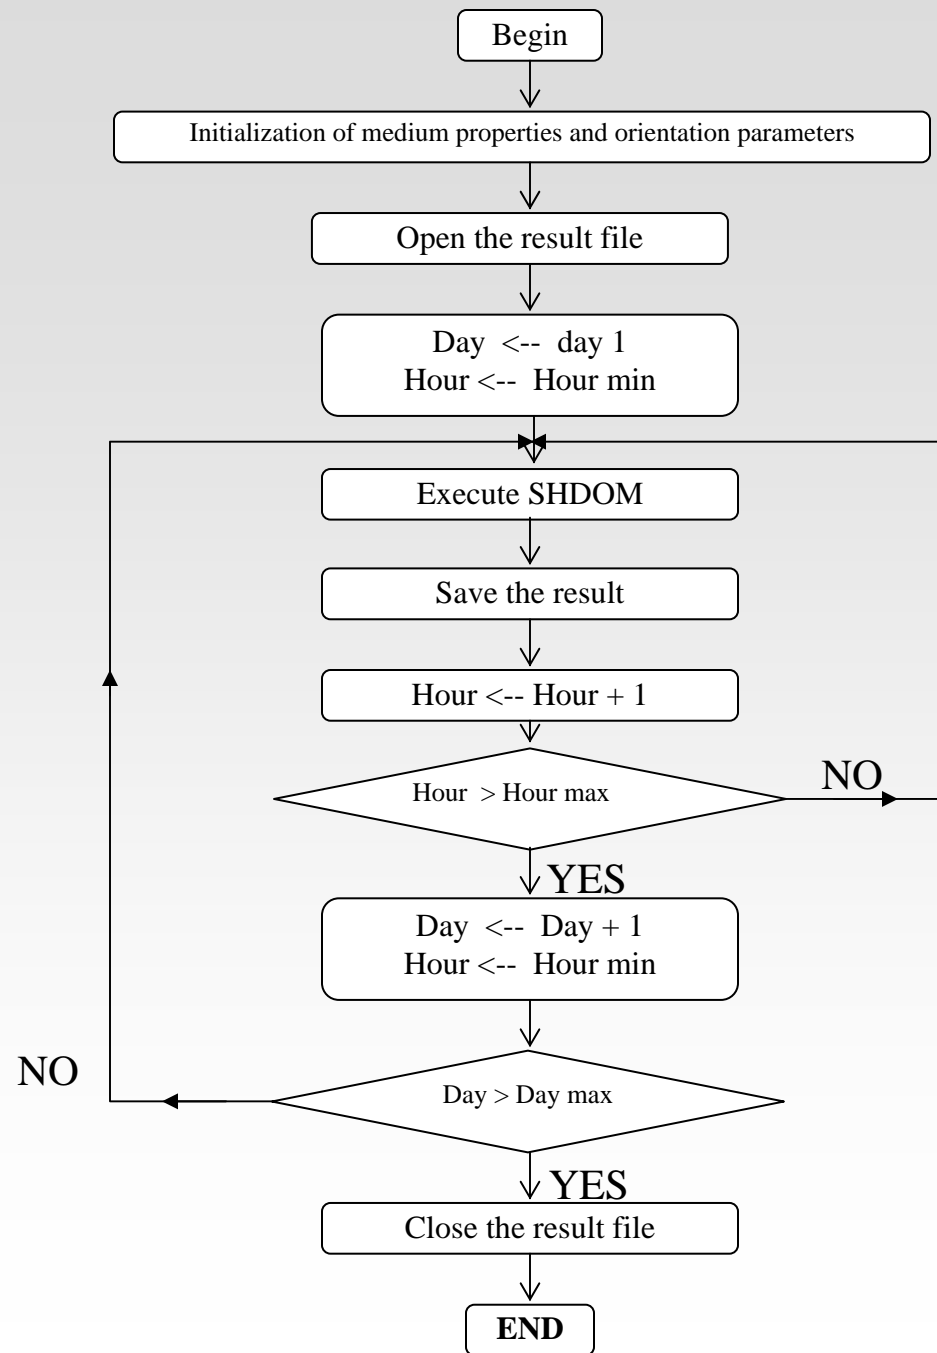 Begin
Initialization of medium properties and orientation parameters
Open the result file
Day <-- day 1
Hour <-- Hour min
Execute SHDOM
Save the result
Hour <-- Hour + 1
Hour > Hour max
NO
YES
Day <-- Day + 1
Hour <-- Hour min
NO
Day > Day max
YES
Close the result file
END